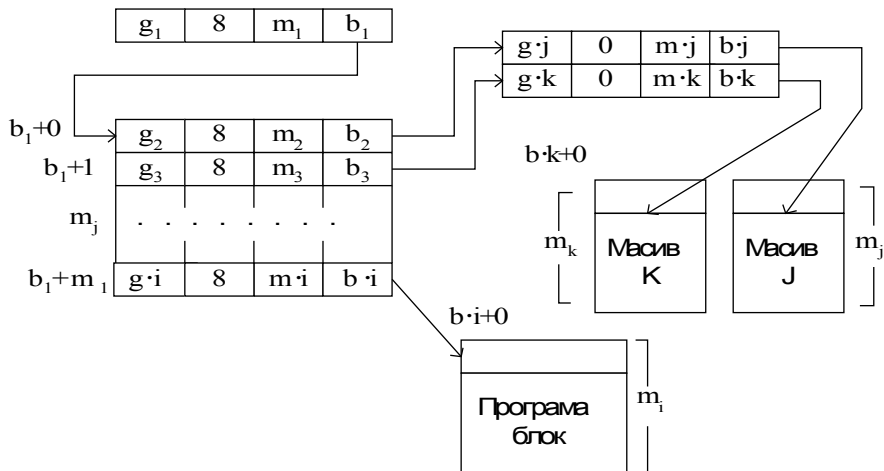 g₁ 8 m₁ b₁
g·j 0 m·j b·j
g·k 0 m·k b·k
b₁+0 g₂ 8 m₂ b₂
b₁+1 g₃ 8 m₃ b₃
b·k+0
mⱼ . . . . . . . .
b₁+m₁ g·i 8 m·i b·i
mₖ Масив K
Масив J mⱼ
b·i+0
Програма блок mᵢ